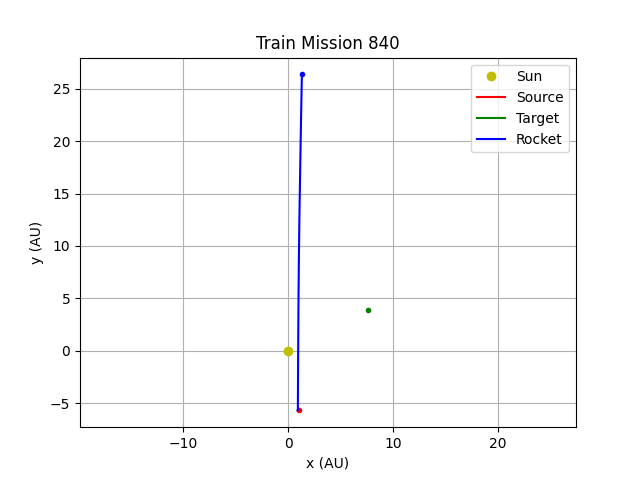 Train Mission 840
Sun
Source
Target
Rocket
25
20
15
10
5
0
−5
y (AU)
−10
0
10
20
x (AU)